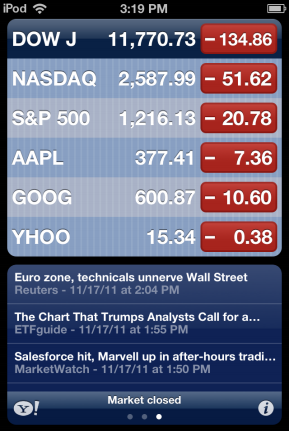 iPod 3:19 PM
DOW J 11,770.73 - 134.86
NASDAQ 2,587.99 - 51.62
S&P 500 1,216.13 - 20.78
AAPL 377.41 - 7.36
GOOG 600.87 - 10.60
YHOO 15.34 - 0.38
Euro zone, technicals unnerve Wall Street
Reuters - 11/17/11 at 2:04 PM
The Chart That Trumps Analysts Call for a...
ETFguide - 11/17/11 at 1:55 PM
Salesforce hit, Marvell up in after-hours tradi...
MarketWatch - 11/17/11 at 1:50 PM
Y! Market closed i